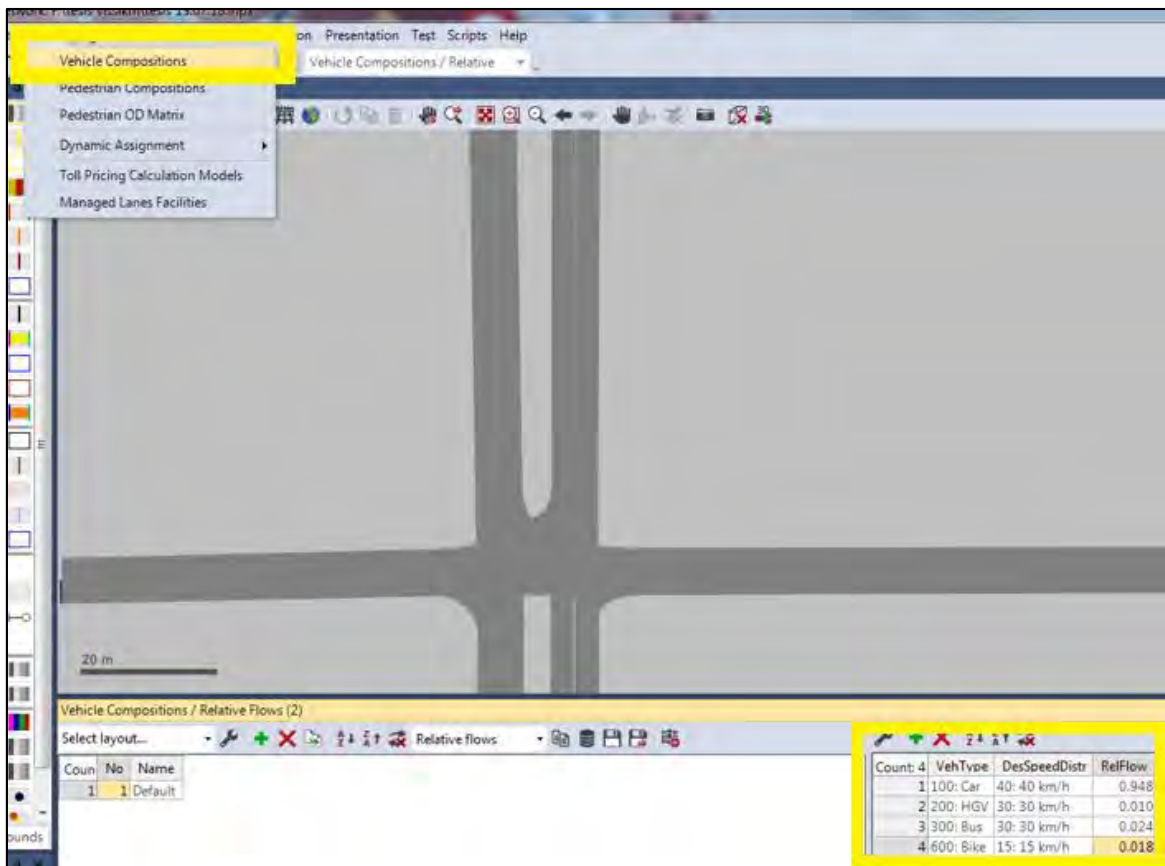 on Presentation Test Scripts Help
Vehicle Compositions
Vehicle Compositions / Relative
Pedestrian Compositions
Pedestrian OD Matrix
Dynamic Assignment
Toll Pricing Calculation Models
Managed Lanes Facilities
20 m
Vehicle Compositions / Relative Flows (2)
Select layout... Relative flows
Coun No Name
1 1 Default
Count: 4 VehType DesSpeedDistr RelFlow
1 100: Car 40: 40 km/h 0.948
2 200: HGV 30: 30 km/h 0.010
3 300: Bus 30: 30 km/h 0.024
4 600: Bike 15: 15 km/h 0.018
ounds